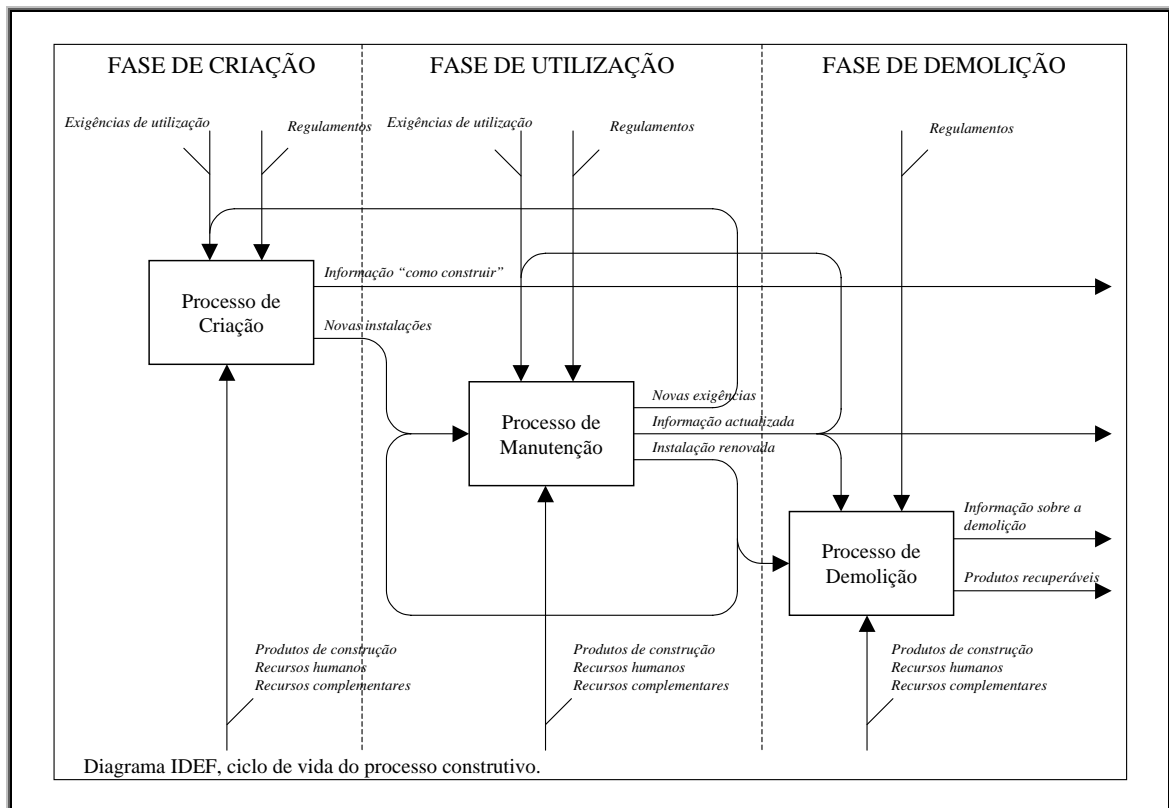 FASE DE CRIAÇÃO
FASE DE UTILIZAÇÃO
FASE DE DEMOLIÇÃO
Exigências de utilização
Regulamentos
Exigências de utilização
Regulamentos
Regulamentos
Processo de
Criação
Informação “como construir”
Novas instalações
Processo de
Manutenção
Novas exigências
Informação actualizada
Instalação renovada
Processo de
Demolição
Informação sobre a
demolição
Produtos recuperáveis
Produtos de construção
Recursos humanos
Recursos complementares
Produtos de construção
Recursos humanos
Recursos complementares
Produtos de construção
Recursos humanos
Recursos complementares
Diagrama IDEF, ciclo de vida do processo construtivo.